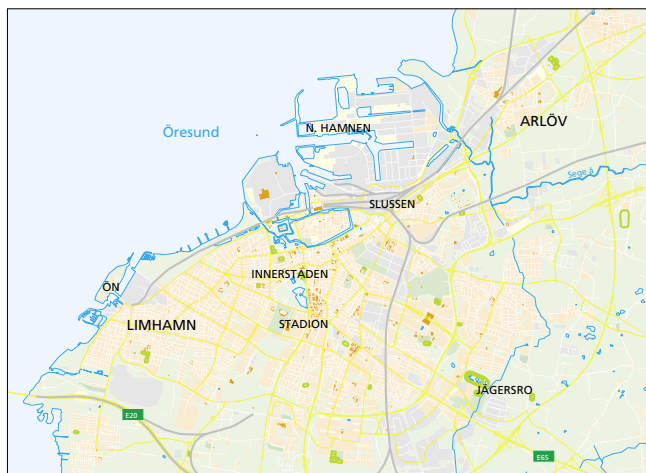 ARLÖV
N. HAMNEN
Öresund
Sege å
SLUSSEN
INNERSTADEN
ÖN
LIMHAMN
STADION
JÄGERSRO
E20
E65